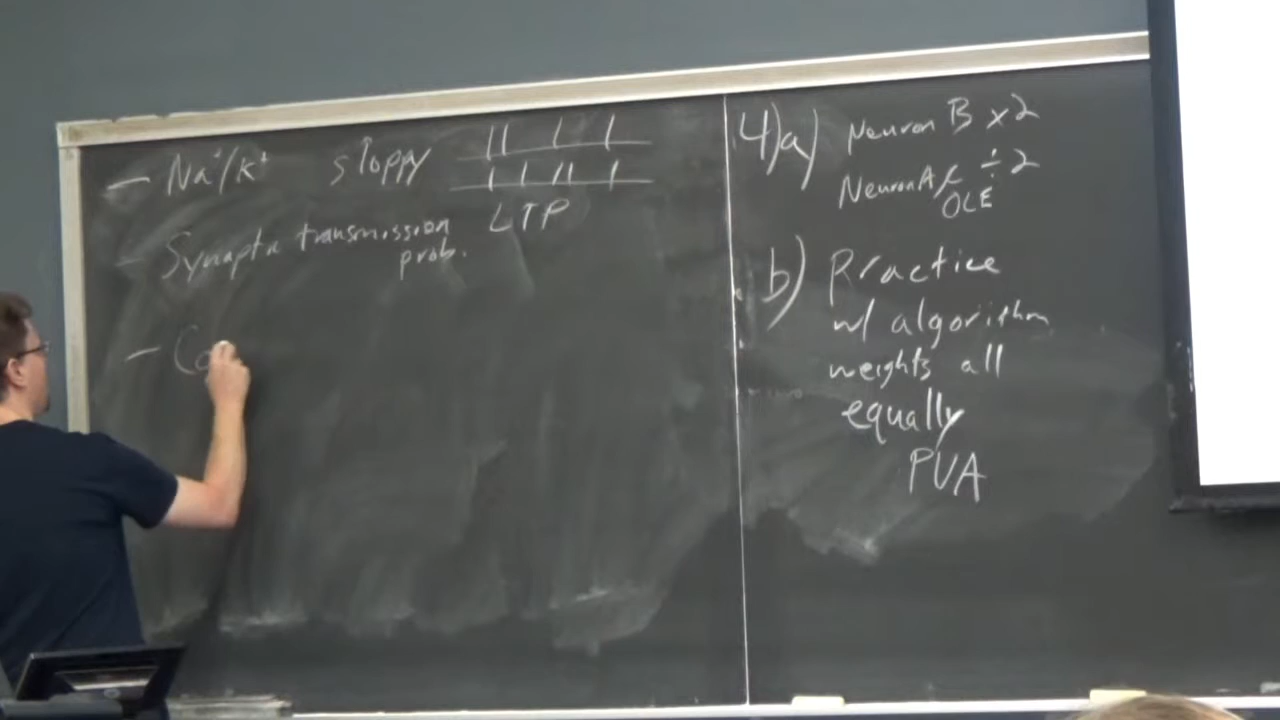 - Na⁺/K⁺ sloppy
LTP
- Synaptic transmission
prob.
- Ca
4)a) Neuron B x2
Neuron A ÷2
OLE
b) Practice
w/ algorithm
weights all
equally
PVA